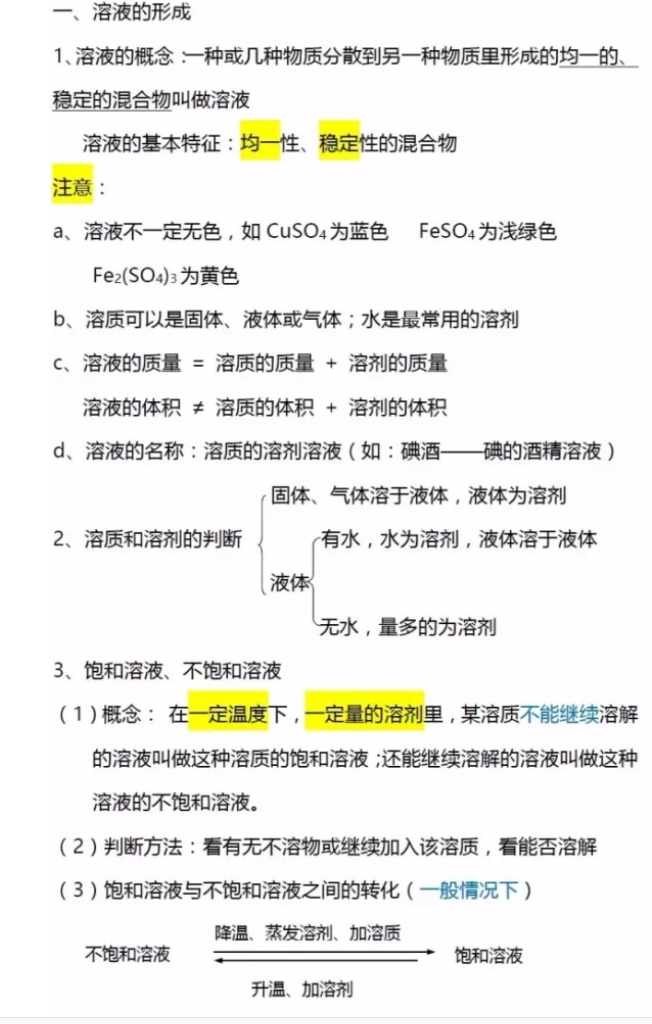 一、溶液的形成
1、溶液的概念：一种或几种物质分散到另一种物质里形成的均一的、
稳定的混合物叫做溶液
溶液的基本特征：均一性、稳定性的混合物
注意：
a、溶液不一定无色，如 CuSO₄为蓝色 FeSO₄为浅绿色
Fe₂(SO₄)₃为黄色
b、溶质可以是固体、液体或气体；水是最常用的溶剂
c、溶液的质量 = 溶质的质量 + 溶剂的质量
溶液的体积 ≠ 溶质的体积 + 溶剂的体积
d、溶液的名称：溶质的溶剂溶液（如：碘酒——碘的酒精溶液）
固体、气体溶于液体，液体为溶剂
2、溶质和溶剂的判断
有水，水为溶剂，液体溶于液体
液体
无水，量多的为溶剂
3、饱和溶液、不饱和溶液
（1）概念： 在一定温度下，一定量的溶剂里，某溶质不能继续溶解
的溶液叫做这种溶质的饱和溶液；还能继续溶解的溶液叫做这种
溶液的不饱和溶液。
（2）判断方法：看有无不溶物或继续加入该溶质，看能否溶解
（3）饱和溶液与不饱和溶液之间的转化（一般情况下）
降温、蒸发溶剂、加溶质
不饱和溶液 饱和溶液
升温、加溶剂